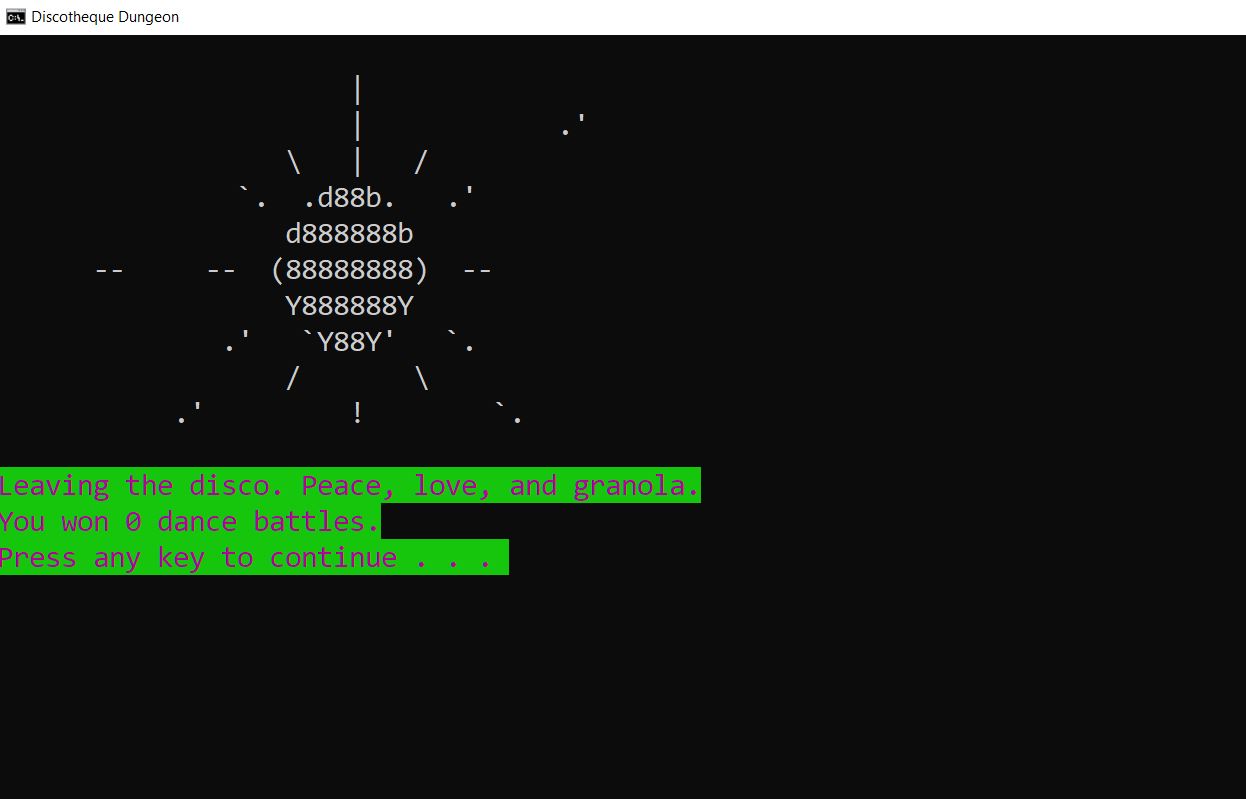 Discotheque Dungeon
                      |
                      |            .'
                  \   |   /
               `.  .d88b.   .'
                  d888888b
      --     --  (88888888)  --
                  Y888888Y
              .'   `Y88Y'   `.
                  /       \
           .'         !        `.
Leaving the disco. Peace, love, and granola.
You won 0 dance battles.
Press any key to continue . . .